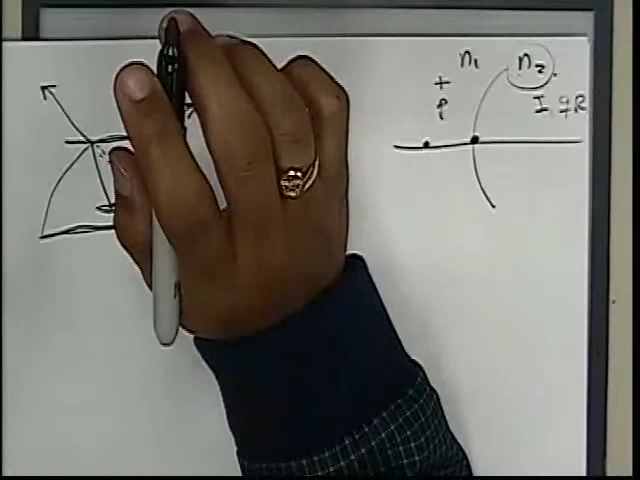 n₁ n₂
+
p
I, q R